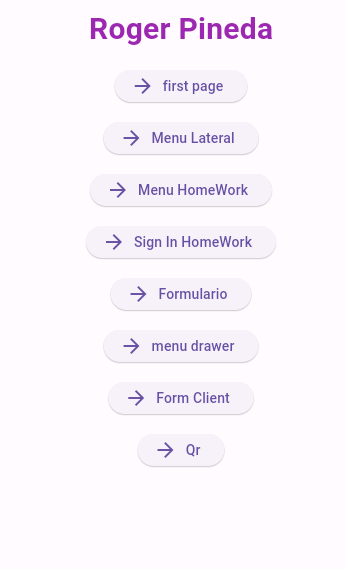 Roger Pineda
first page
Menu Lateral
Menu HomeWork
Sign In HomeWork
Formulario
menu drawer
Form Client
Qr